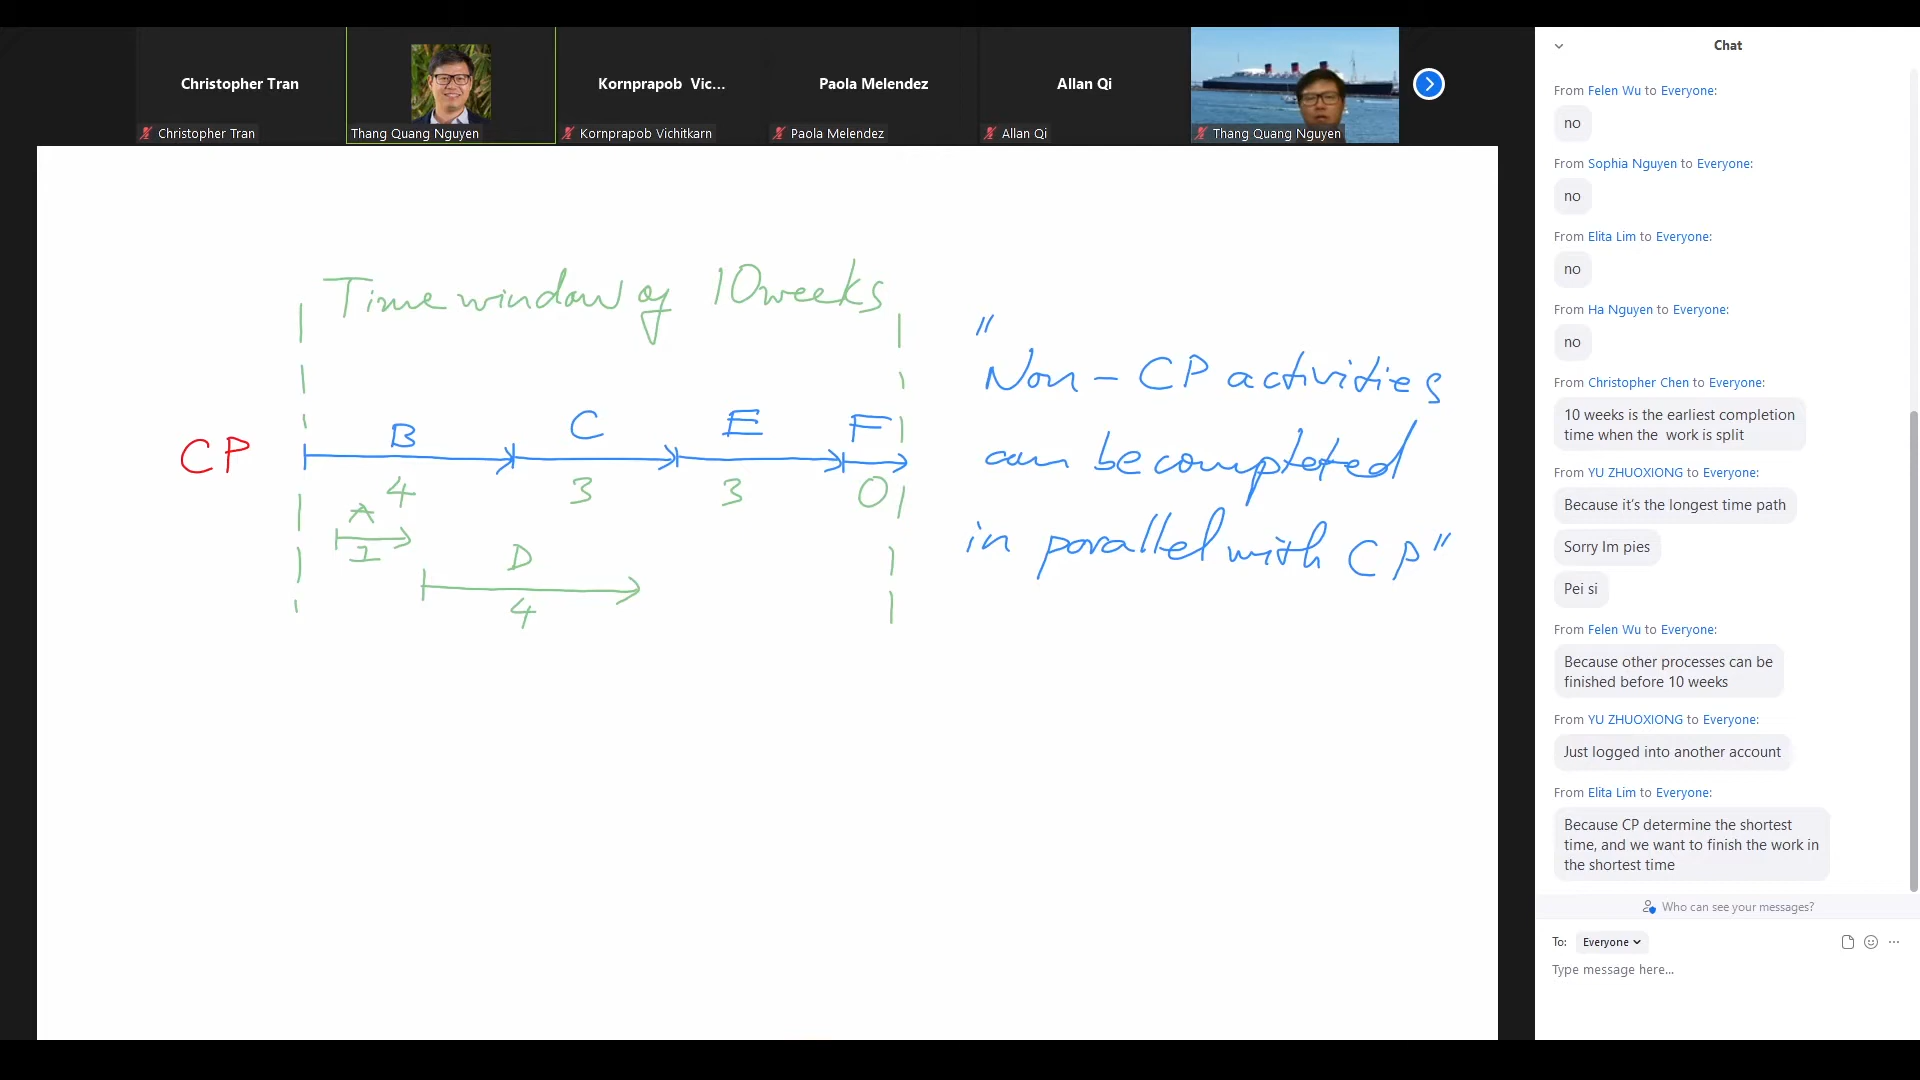 Christopher Tran
Kornprapob Vic...
Paola Melendez
Allan Qi
Christopher Tran
Thang Quang Nguyen
Kornprapob Vichitkarn
Paola Melendez
Allan Qi
Thang Quang Nguyen
Time window of 10 weeks
CP
B
C
E
F
4
3
3
0
A
1
D
4
"Non-CP activities
can be completed
in parallel with CP"
Chat
From Felen Wu to Everyone:
no
From Sophia Nguyen to Everyone:
no
From Elita Lim to Everyone:
no
From Ha Nguyen to Everyone:
no
From Christopher Chen to Everyone:
10 weeks is the earliest completion
time when the work is split
From YU ZHUOXIONG to Everyone:
Because it's the longest time path
Sorry Im pies
Pei si
From Felen Wu to Everyone:
Because other processes can be
finished before 10 weeks
From YU ZHUOXIONG to Everyone:
Just logged into another account
From Elita Lim to Everyone:
Because CP determine the shortest
time, and we want to finish the work in
the shortest time
Who can see your messages?
To: Everyone
Type message here...